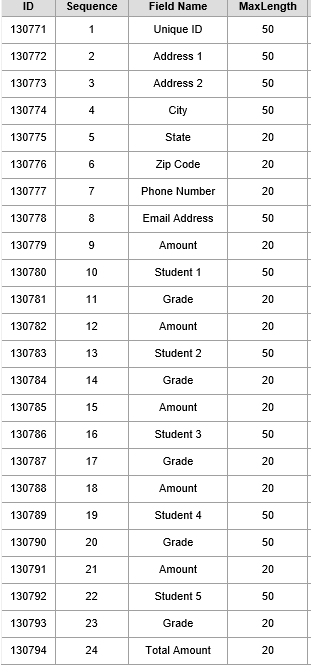 ID Sequence Field Name MaxLength
130771 1 Unique ID 50
130772 2 Address 1 50
130773 3 Address 2 50
130774 4 City 50
130775 5 State 20
130776 6 Zip Code 20
130777 7 Phone Number 20
130778 8 Email Address 50
130779 9 Amount 20
130780 10 Student 1 50
130781 11 Grade 20
130782 12 Amount 20
130783 13 Student 2 50
130784 14 Grade 20
130785 15 Amount 20
130786 16 Student 3 50
130787 17 Grade 20
130788 18 Amount 20
130789 19 Student 4 50
130790 20 Grade 50
130791 21 Amount 20
130792 22 Student 5 50
130793 23 Grade 20
130794 24 Total Amount 20